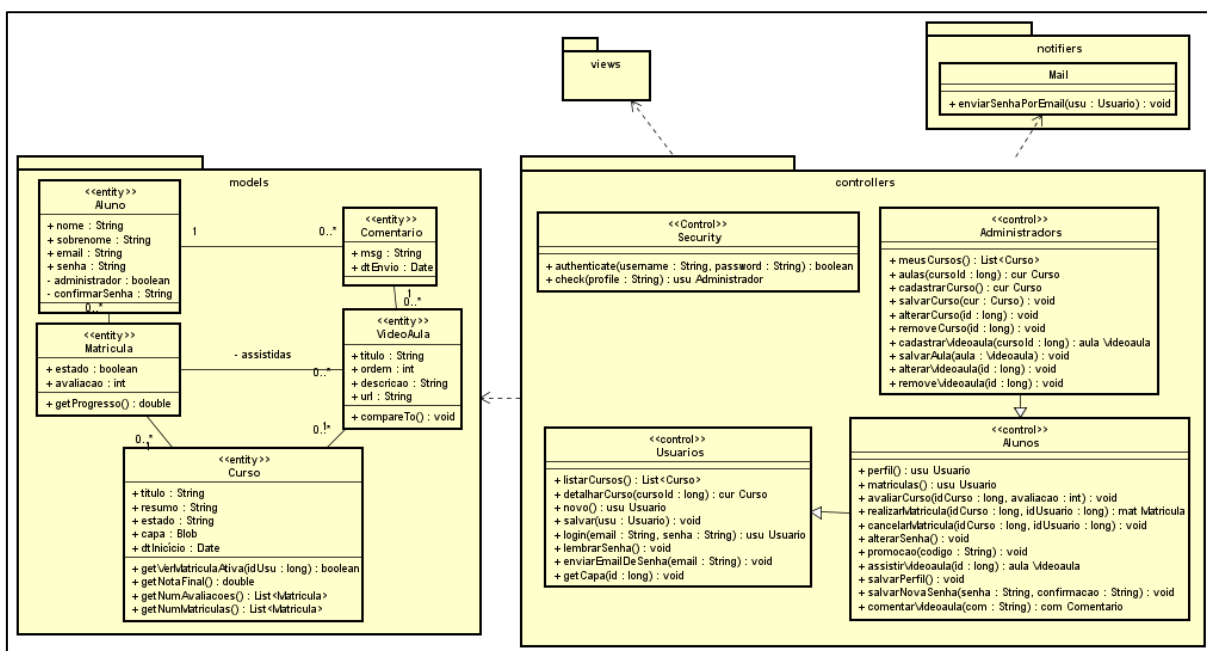 views
notifiers
Mail
+ enviarSenhaPorEmail(usu : Usuario) : void
models
<<entity>>
Aluno
+ nome : String
+ sobrenome : String
+ email : String
+ senha : String
- administrador : boolean
- confirmarSenha : String
1
0..*
<<entity>>
Comentario
+ msg : String
+ dtEnvio : Date
0..*
1
0..*
<<entity>>
Matricula
+ estado : boolean
+ avaliacao : int
+ getProgresso() : double
- assistidas
0..*
<<entity>>
VideoAula
+ titulo : String
+ ordem : int
+ descricao : String
+ url : String
+ compareTo() : void
0..*
1
0..*
1
<<entity>>
Curso
+ titulo : String
+ resumo : String
+ estado : String
+ capa : Blob
+ dtInicício : Date
+ getVerMatriculaAtiva(idUsu : long) : boolean
+ getNotaFinal() : double
+ getNumAvaliacoes() : List<Matricula>
+ getNumMatriculas() : List<Matricula>
controllers
<<Control>>
Security
+ authenticate(username : String, password : String) : boolean
+ check(profile : String) : usu Administrador
<<control>>
Administradors
+ meusCursos() : List<Curso>
+ aulas(cursoId : long) : cur Curso
+ cadastrarCurso() : cur Curso
+ salvarCurso(cur : Curso) : void
+ alterarCurso(id : long) : void
+ removeCurso(id : long) : void
+ cadastrarVideoaula(cursoId : long) : aula Videoaula
+ salvarAula(aula : Videoaula) : void
+ alterarVideoaula(id : long) : void
+ removeVideoaula(id : long) : void
<<control>>
Usuarios
+ listarCursos() : List<Curso>
+ detalharCurso(cursoId : long) : cur Curso
+ novo() : usu Usuario
+ salvar(usu : Usuario) : void
+ login(email : String, senha : String) : usu Usuario
+ lembrarSenha() : void
+ enviarEmailDeSenha(email : String) : void
+ getCapa(id : long) : void
<<control>>
Alunos
+ perfil() : usu Usuario
+ matriculas() : usu Usuario
+ avaliarCurso(idCurso : long, avaliacao : int) : void
+ realizarMatricula(idCurso : long, idUsuario : long) : mat Matricula
+ cancelarMatricula(idCurso : long, idUsuario : long) : void
+ alterarSenha() : void
+ promocao(codigo : String) : void
+ assistirVideoaula(id : long) : aula Videoaula
+ salvarPerfil() : void
+ salvarNovaSenha(senha : String, confirmacao : String) : void
+ comentarVideoaula(com : String) : com Comentario